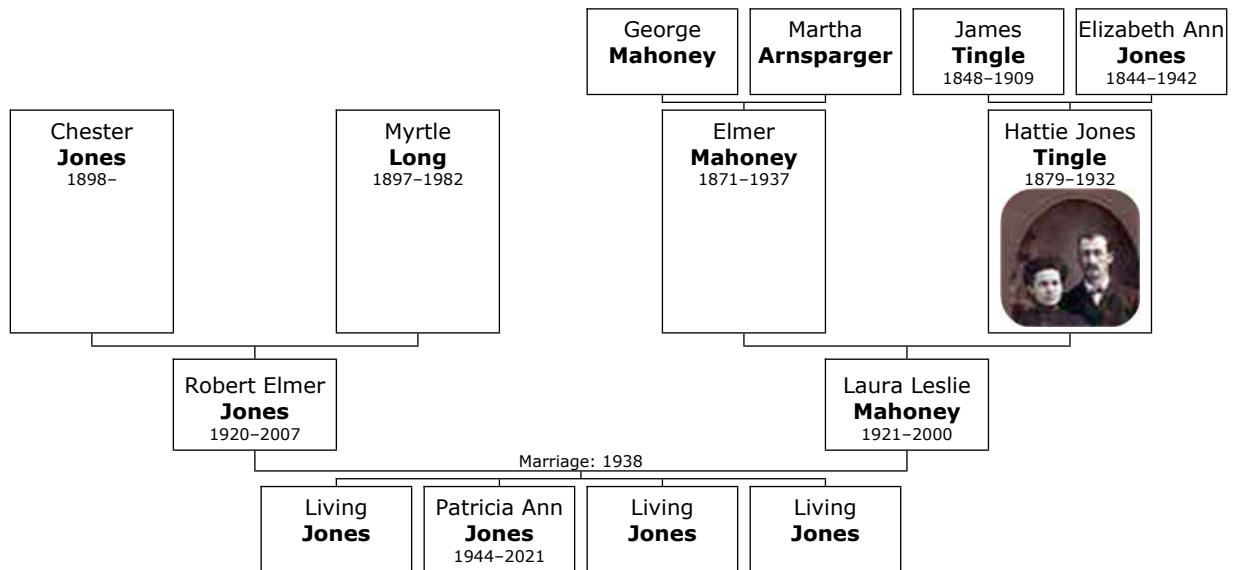 George
Mahoney
Martha
Arnsparger
James
Tingle
1848–1909
Elizabeth Ann
Jones
1844–1942
Chester
Jones
1898–
Myrtle
Long
1897–1982
Elmer
Mahoney
1871–1937
Hattie Jones
Tingle
1879–1932
Robert Elmer
Jones
1920–2007
Laura Leslie
Mahoney
1921–2000
Marriage: 1938
Living
Jones
Patricia Ann
Jones
1944–2021
Living
Jones
Living
Jones